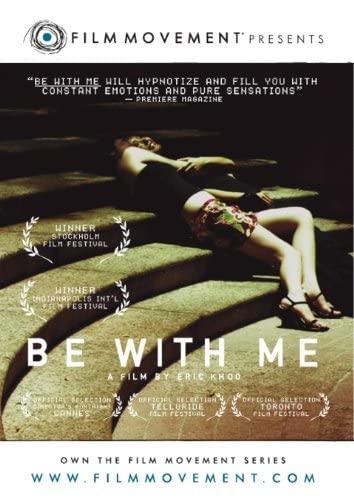 FILM MOVEMENT® PRESENTS
"BE WITH ME WILL HYPNOTIZE AND FILL YOU WITH
CONSTANT EMOTIONS AND PURE SENSATIONS"
— PREMIERE MAGAZINE
WINNER
STOCKHOLM
FILM FESTIVAL
WINNER
INDIANAPOLIS INT'L
FILM FESTIVAL
BE WITH ME
A FILM BY ERIC KHOO
OFFICIAL SELECTION
DIRECTOR'S FORTNIGHT
CANNES
OFFICIAL SELECTION
TELLURIDE
FILM FESTIVAL
OFFICIAL SELECTION
TORONTO
FILM FESTIVAL
OWN THE FILM MOVEMENT SERIES
WWW.FILMMOVEMENT.COM